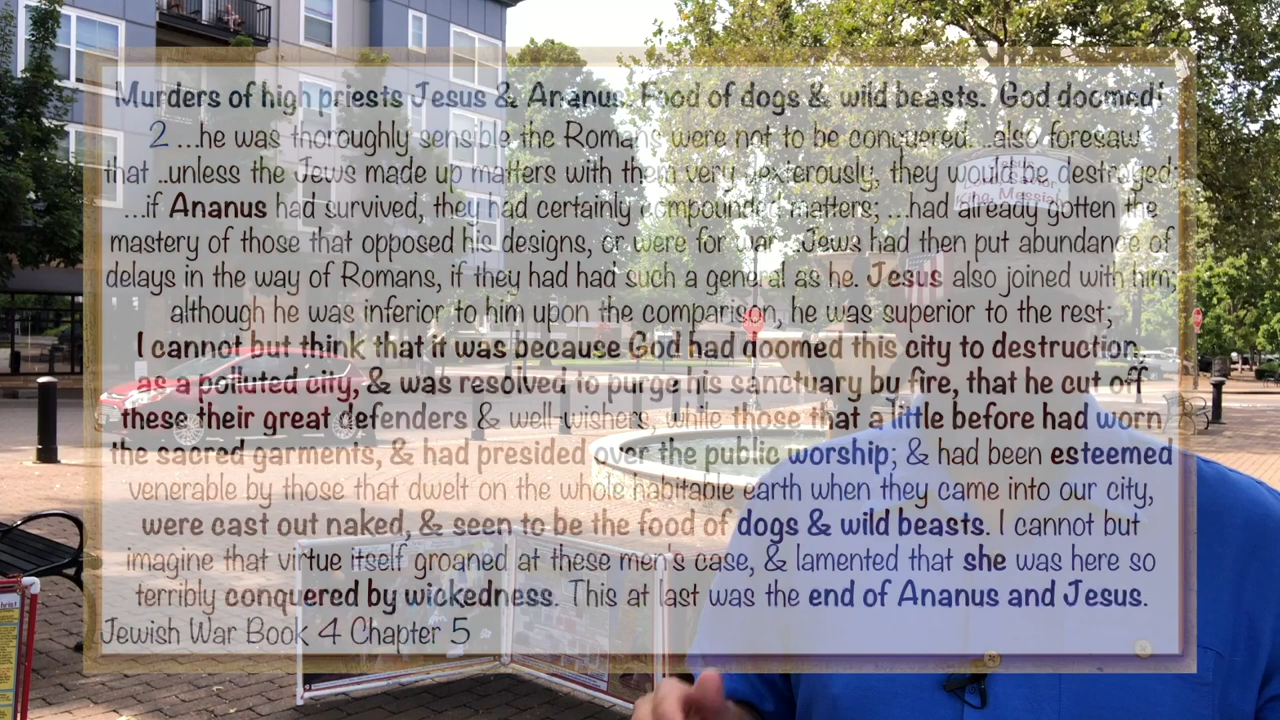 Murders of high priests Jesus & Ananus. Food of dogs & wild beasts. God doomed!
2 ...he was thoroughly sensible the Romans were not to be conquered. ..also foresaw
that ..unless the Jews made up matters with them very dexterously, they would be destroyed;
...if Ananus had survived, they had certainly compounded matters; ...had already gotten the
mastery of those that opposed his designs, or were for war. ..Jews had then put abundance of
delays in the way of Romans, if they had had such a general as he. Jesus also joined with him;
although he was inferior to him upon the comparison, he was superior to the rest;
I cannot but think that it was because God had doomed this city to destruction
as a polluted city, & was resolved to purge his sanctuary by fire, that he cut off
these their great defenders & well-wishers, while those that a little before had worn
the sacred garments, & had presided over the public worship; & had been esteemed
venerable by those that dwelt on the whole habitable earth when they came into our city,
were cast out naked, & seen to be the food of dogs & wild beasts. I cannot but
imagine that virtue itself groaned at these men's case, & lamented that she was here so
terribly conquered by wickedness. This at last was the end of Ananus and Jesus.
Jewish War Book 4 Chapter 5
Jesus
Messiah